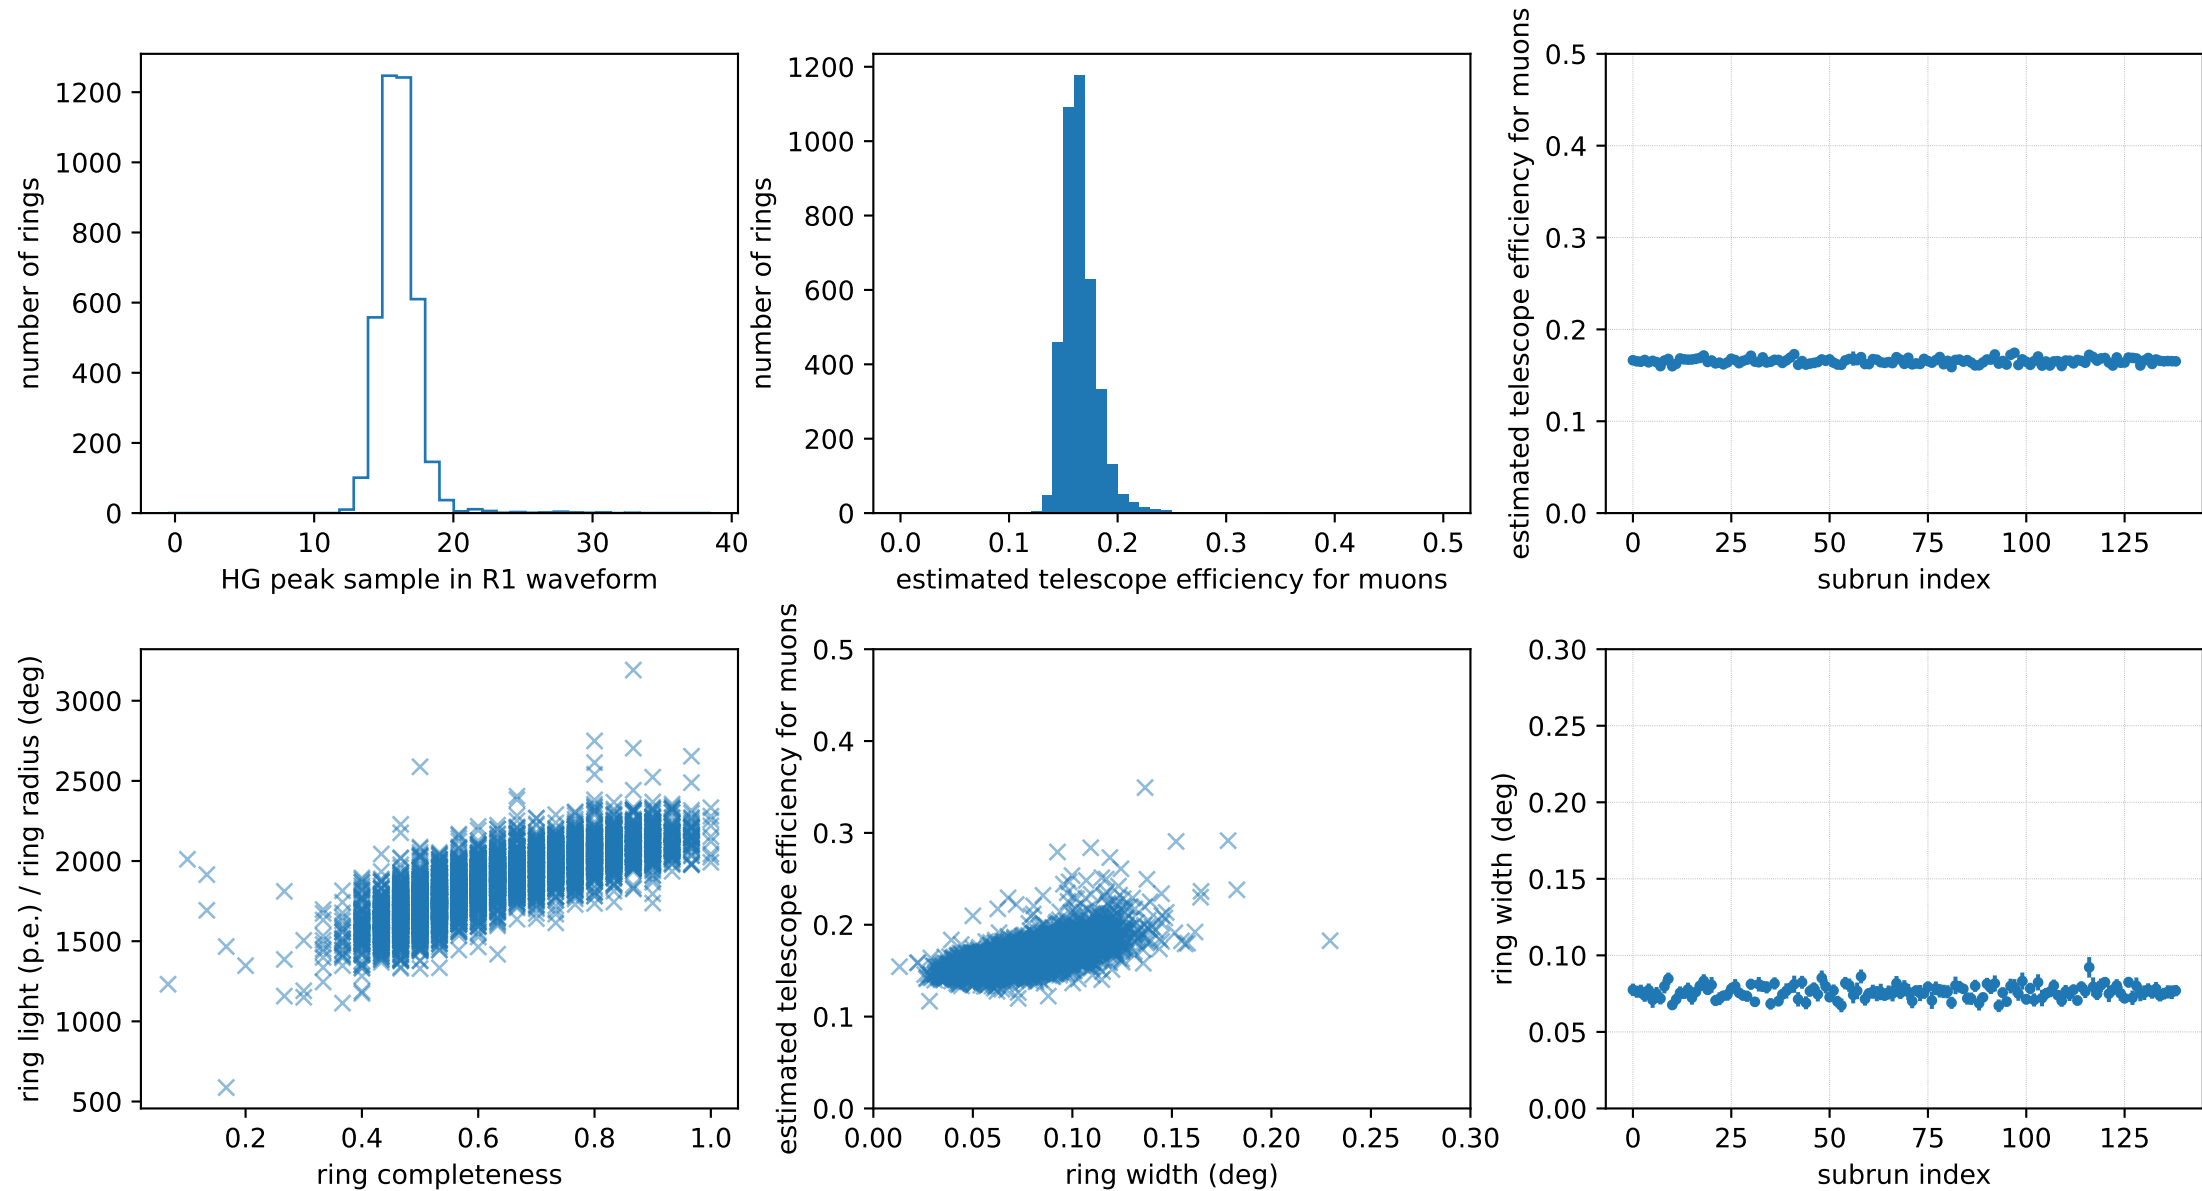 number of rings
1200
1000
800
600
400
200
0
0 10 20 30 40
HG peak sample in R1 waveform
number of rings
1200
1000
800
600
400
200
0
0.0 0.1 0.2 0.3 0.4 0.5
estimated telescope efficiency for muons
estimated telescope efficiency for muons
0.5
0.4
0.3
0.2
0.1
0.0
0 25 50 75 100 125
subrun index
ring light (p.e.) / ring radius (deg)
3000
2500
2000
1500
1000
500
0.2 0.4 0.6 0.8 1.0
ring completeness
estimated telescope efficiency for muons
0.5
0.4
0.3
0.2
0.1
0.0
0.00 0.05 0.10 0.15 0.20 0.25 0.30
ring width (deg)
ring width (deg)
0.30
0.25
0.20
0.15
0.10
0.05
0.00
0 25 50 75 100 125
subrun index